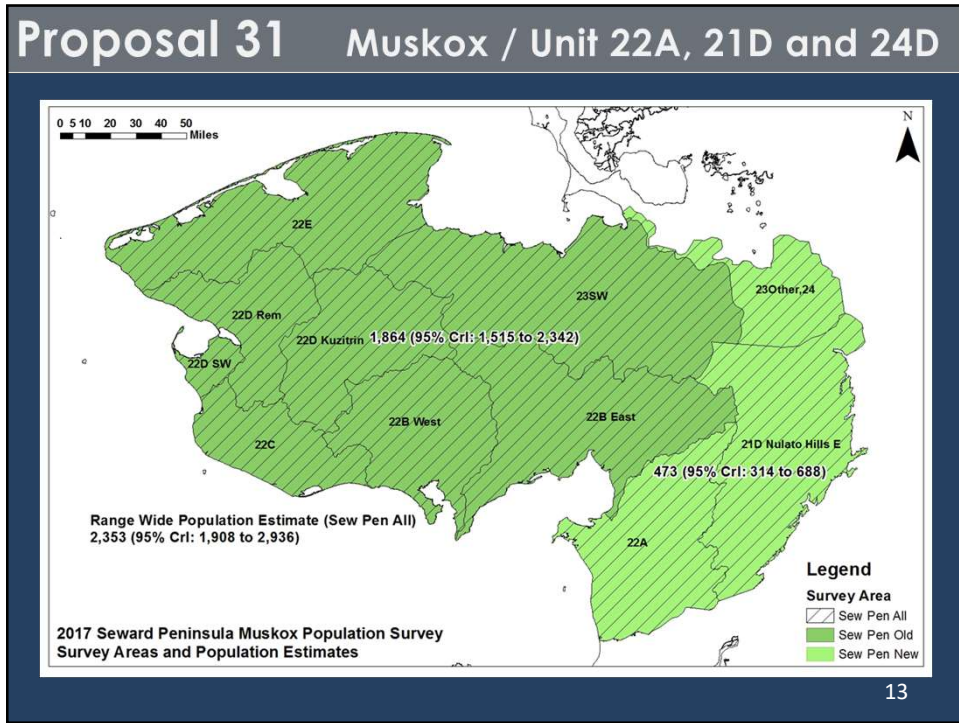 Proposal 31 Muskox / Unit 22A, 21D and 24D
0 5 10 20 30 40 50
Miles
N
22E
23Other,24
23SW
22D Rem
22D Kuzitrin
1,864 (95% CrI: 1,515 to 2,342)
22D SW
22B West
22B East
22C
21D Nulato Hills E
473 (95% CrI: 314 to 688)
Range Wide Population Estimate (Sew Pen All)
2,353 (95% CrI: 1,908 to 2,936)
22A
Legend
Survey Area
Sew Pen All
Sew Pen Old
Sew Pen New
2017 Seward Peninsula Muskox Population Survey
Survey Areas and Population Estimates
13